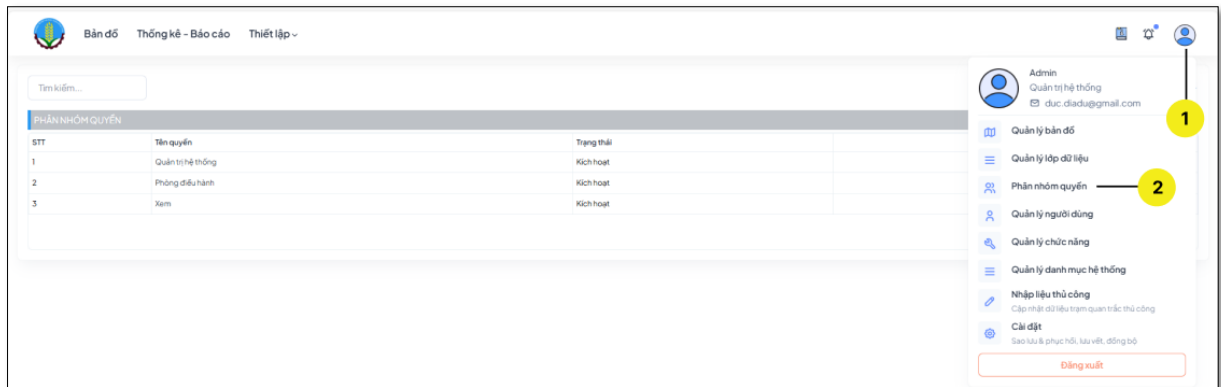 Bản đồ Thống kê - Báo cáo Thiết lập
Tìm kiếm...
PHÂN NHÓM QUYỀN
STT Tên quyền Trạng thái
1 Quản trị hệ thống Kích hoạt
2 Phòng điều hành Kích hoạt
3 Xem Kích hoạt
Admin
Quản trị hệ thống
duc.diadu@gmail.com
1
Quản lý bản đồ
Quản lý lớp dữ liệu
Phân nhóm quyền 2
Quản lý người dùng
Quản lý chức năng
Quản lý danh mục hệ thống
Nhập liệu thủ công
Cập nhật dữ liệu trạm quan trắc thủ công
Cài đặt
Sao lưu & phục hồi, lưu vết, đồng bộ
Đăng xuất